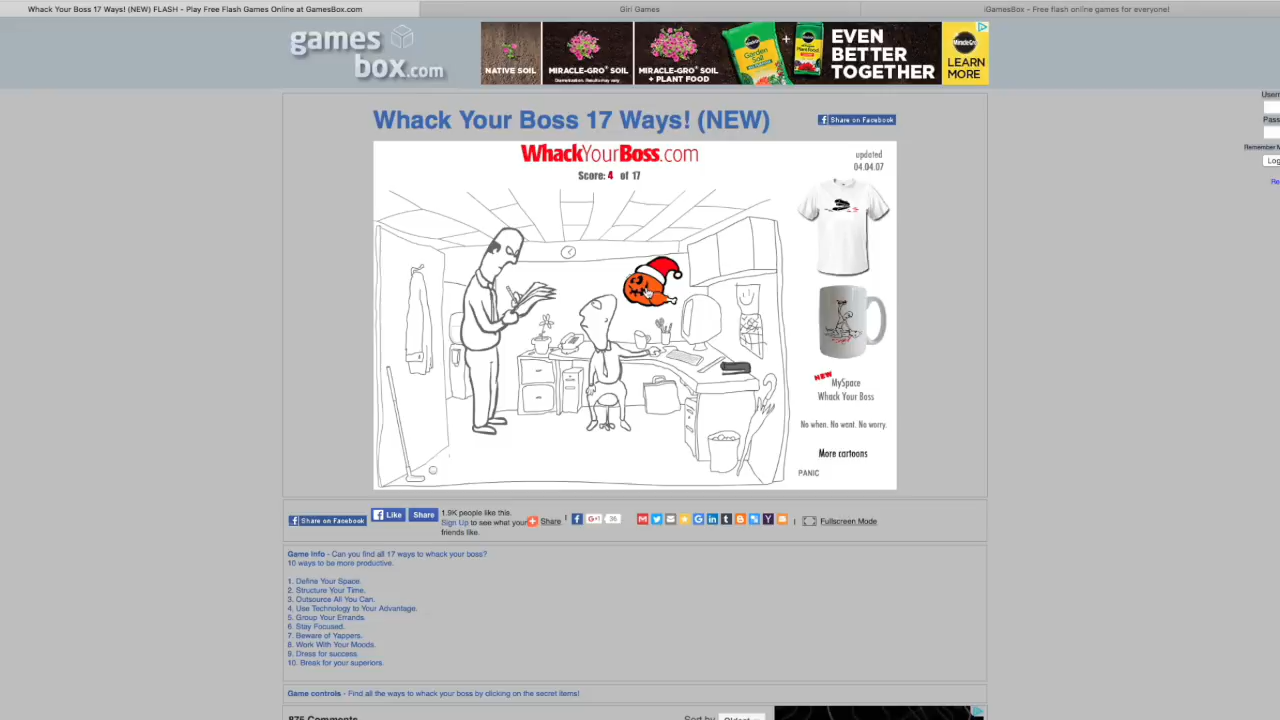 Whack Your Boss 17 Ways! (NEW) FLASH - Play Free Flash Games Online at GamesBox.com
Girl Games
iGamesBox - Free flash online games for everyone!
games
box.com
NATIVE SOIL
MIRACLE-GRO® SOIL
MIRACLE-GRO® SOIL
+ PLANT FOOD
EVEN
BETTER
TOGETHER
LEARN
MORE
Whack Your Boss 17 Ways! (NEW)
Share on Facebook
WhackYourBoss.com
Score: 4 of 17
updated
04.04.07
NEW
MySpace
Whack Your Boss
No when. No want. No worry.
More cartoons
PANIC
Remember M
Log
Re
Share on Facebook
Like
Share
1.9K people like this.
Sign Up to see what your
friends like.
Share
36
Fullscreen Mode
Game info - Can you find all 17 ways to whack your boss?
10 ways to be more productive.
1. Define Your Space.
2. Structure Your Time.
3. Outsource All You Can.
4. Use Technology to Your Advantage.
5. Group Your Errands.
6. Stay Focused.
7. Beware of Yappers.
8. Work With Your Moods.
9. Dress for success
10. Break for your superiors.
Game controls - Find all the ways to whack your boss by clicking on the secret items!
875 Comments
Sort by